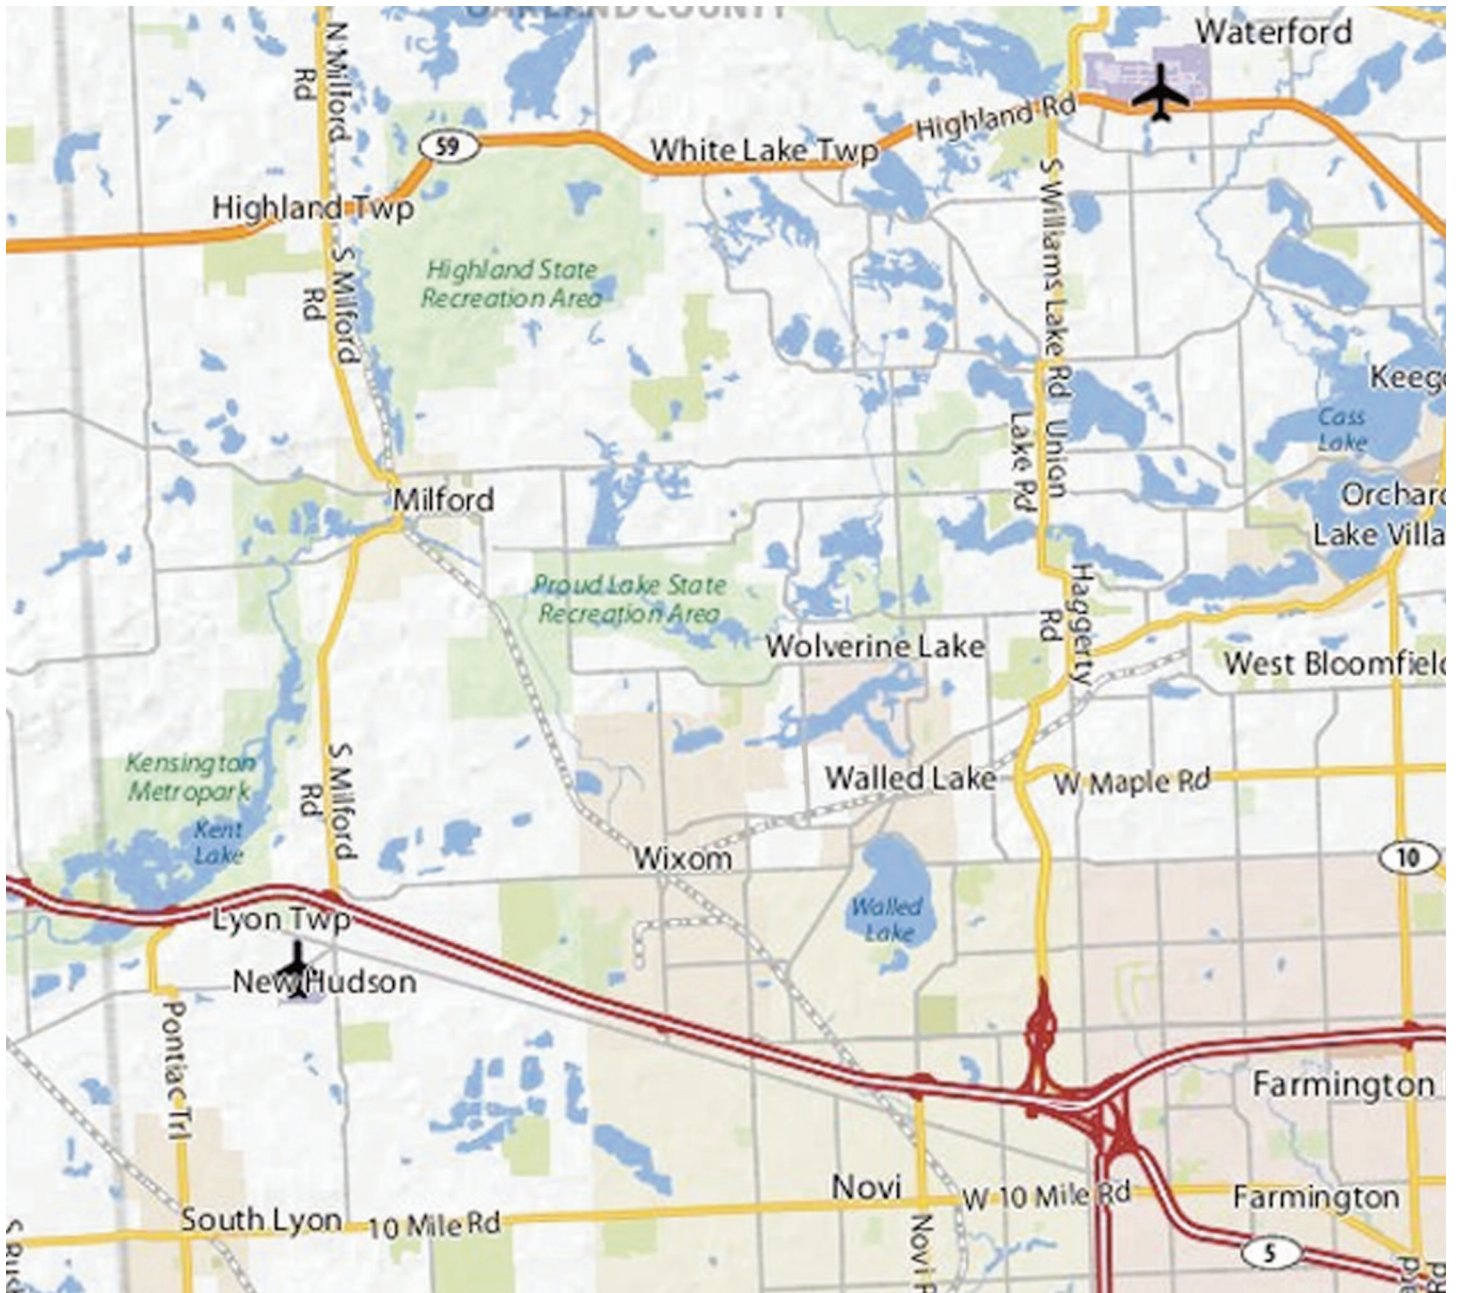 OAKLAND COUNTY
Waterford
N Milford
Rd
Highland Rd
59
White Lake Twp
Highland Twp
S Williams Lake Rd
S Milford
Rd
Highland State
Recreation Area
Keego
Cass
Lake
Union
Lake Rd
Milford
Orchard
Lake Villa
Proud Lake State
Recreation Area
Haggerty
Rd
Wolverine Lake
West Bloomfield
Kensington
Metropark
S Milford
Rd
Walled Lake
W Maple Rd
Kent
Lake
Wixom
10
Walled
Lake
Lyon Twp
New Hudson
Pontiac Trl
Farmington
Novi
W 10 Mile Rd
Farmington
South Lyon
10 Mile Rd
Novi R
5